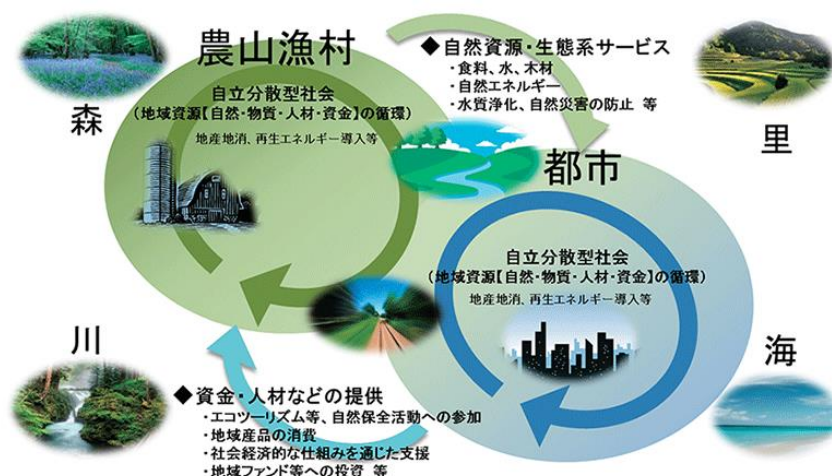 農山漁村
◆自然資源・生態系サービス
・食料、水、木材
・自然エネルギー
・水質浄化、自然災害の防止 等
森
自立分散型社会
(地域資源【自然・物質・人材・資金】の循環)
地産地消、再生エネルギー導入等
里
都市
自立分散型社会
(地域資源【自然・物質・人材・資金】の循環)
地産地消、再生エネルギー導入等
川
海
◆資金・人材などの提供
・エコツーリズム等、自然保全活動への参加
・地域産品の消費
・社会経済的な仕組みを通じた支援
・地域ファンド等への投資 等